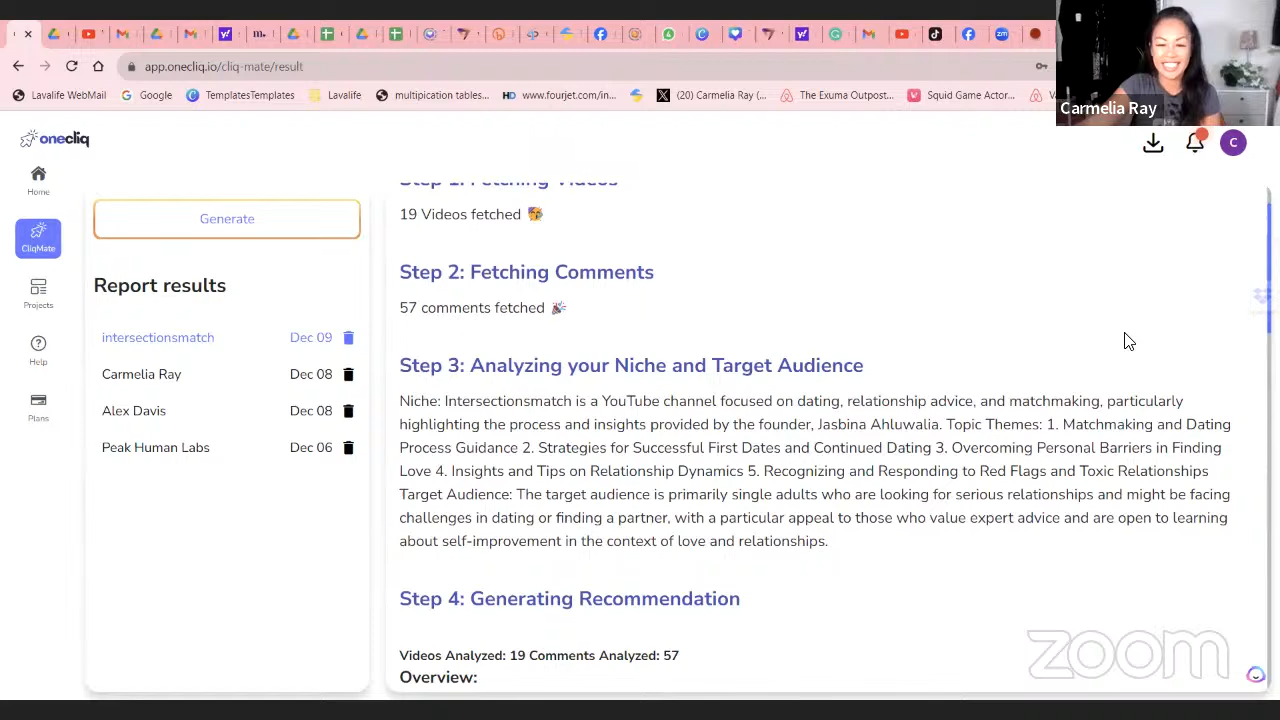 app.onecliq.io/cliq-mate/result
Lavalife WebMail
Google
TemplatesTemplates
Lavalife
multipication tables...
HD www.fourjet.com/in...
(20) Carmelia Ray (...
The Exuma Outpost...
Squid Game Actor...
Carmelia Ray
onecliq
C
Home
CliqMate
Projects
Help
Plans
Generate
Report results
intersectionsmatch Dec 09
Carmelia Ray Dec 08
Alex Davis Dec 08
Peak Human Labs Dec 06
Step 1: Fetching Videos
19 Videos fetched
Step 2: Fetching Comments
57 comments fetched
Step 3: Analyzing your Niche and Target Audience
Niche: Intersectionsmatch is a YouTube channel focused on dating, relationship advice, and matchmaking, particularly
highlighting the process and insights provided by the founder, Jasbina Ahluwalia. Topic Themes: 1. Matchmaking and Dating
Process Guidance 2. Strategies for Successful First Dates and Continued Dating 3. Overcoming Personal Barriers in Finding
Love 4. Insights and Tips on Relationship Dynamics 5. Recognizing and Responding to Red Flags and Toxic Relationships
Target Audience: The target audience is primarily single adults who are looking for serious relationships and might be facing
challenges in dating or finding a partner, with a particular appeal to those who value expert advice and are open to learning
about self-improvement in the context of love and relationships.
Step 4: Generating Recommendation
Videos Analyzed: 19 Comments Analyzed: 57
Overview:
zoom